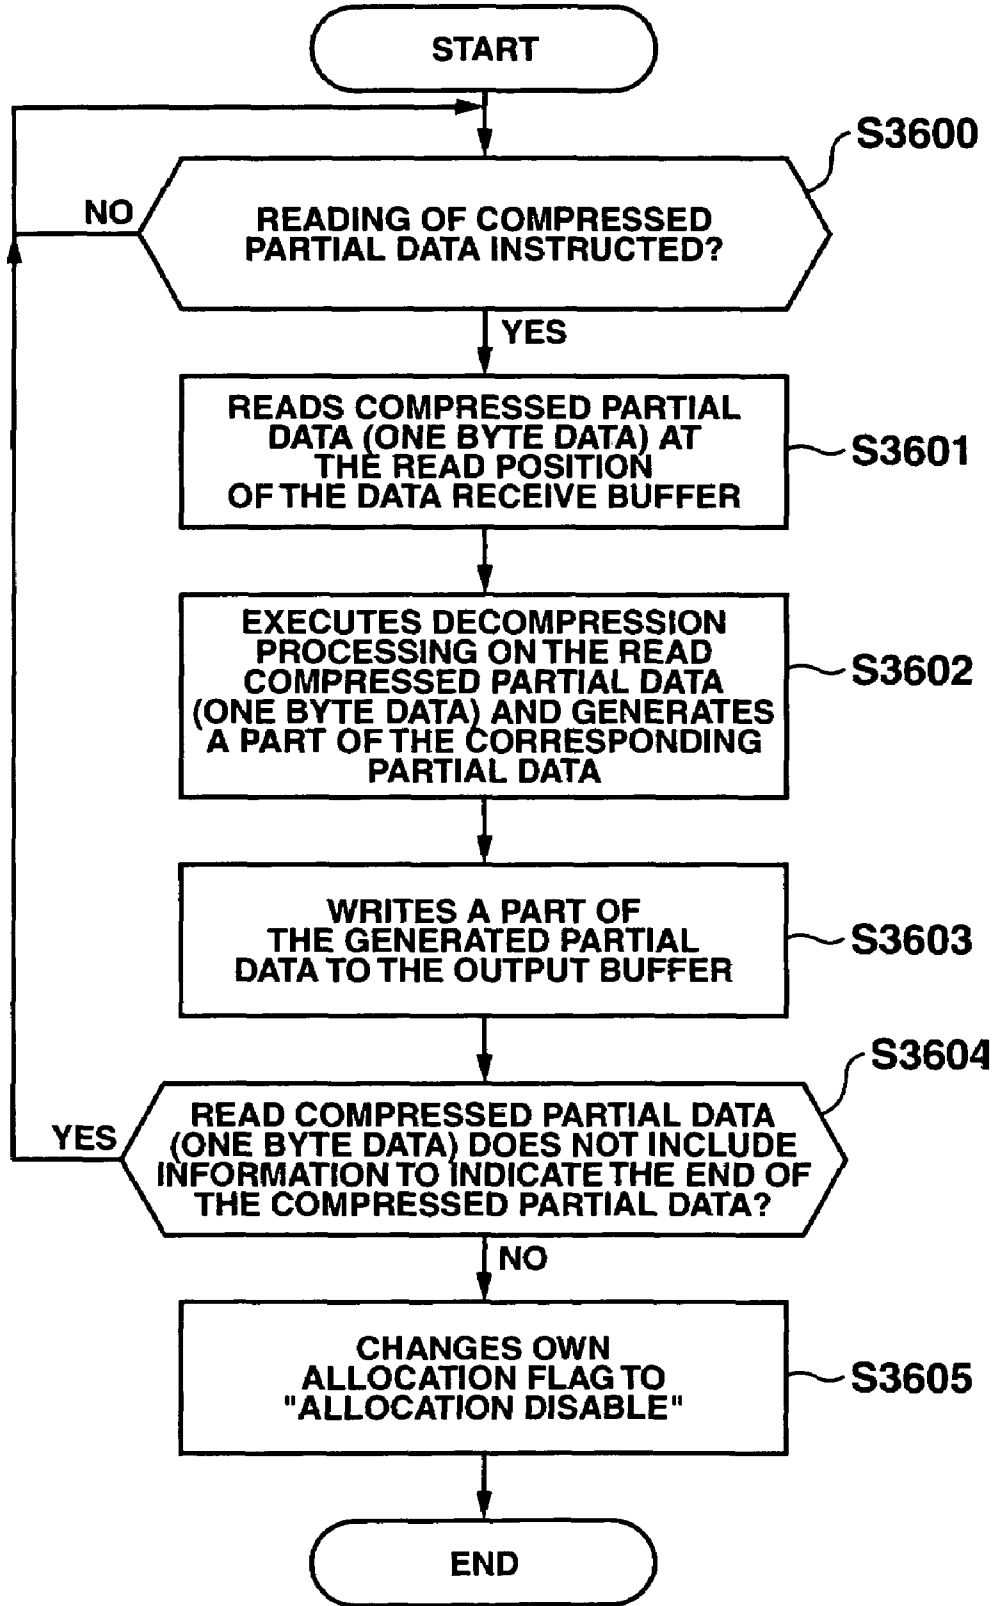 START
S3600
NO
READING OF COMPRESSED
PARTIAL DATA INSTRUCTED?
YES
READS COMPRESSED PARTIAL
DATA (ONE BYTE DATA) AT
THE READ POSITION
OF THE DATA RECEIVE BUFFER
S3601
EXECUTES DECOMPRESSION
PROCESSING ON THE READ
COMPRESSED PARTIAL DATA
(ONE BYTE DATA) AND GENERATES
A PART OF THE CORRESPONDING
PARTIAL DATA
S3602
WRITES A PART OF
THE GENERATED PARTIAL
DATA TO THE OUTPUT BUFFER
S3603
S3604
YES
READ COMPRESSED PARTIAL DATA
(ONE BYTE DATA) DOES NOT INCLUDE
INFORMATION TO INDICATE THE END OF
THE COMPRESSED PARTIAL DATA?
NO
CHANGES OWN
ALLOCATION FLAG TO
"ALLOCATION DISABLE"
S3605
END